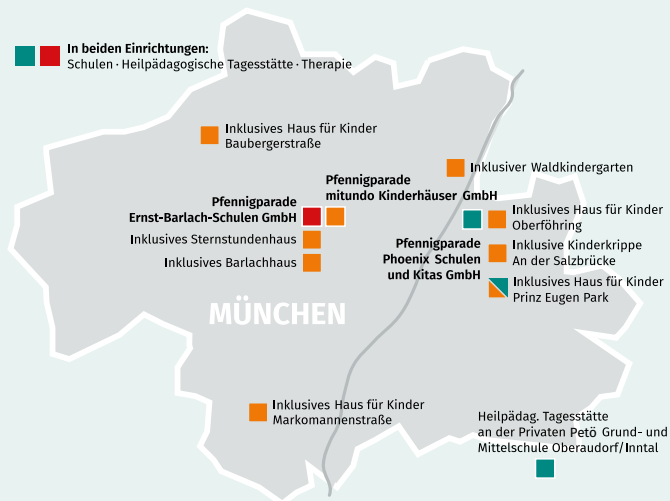 In beiden Einrichtungen:
Schulen · Heilpädagogische Tagesstätte · Therapie
Inklusives Haus für Kinder
Baubergerstraße
Inklusiver Waldkindergarten
Pfennigparade
mitundo Kinderhäuser GmbH
Pfennigparade
Ernst-Barlach-Schulen GmbH
Inklusives Haus für Kinder
Oberföhring
Inklusives Sternstundenhaus
Pfennigparade
Phoenix Schulen
und Kitas GmbH
Inklusive Kinderkrippe
An der Salzbrücke
Inklusives Barlachhaus
Inklusives Haus für Kinder
Prinz Eugen Park
MÜNCHEN
Inklusives Haus für Kinder
Markomannenstraße
Heilpädag. Tagesstätte
an der Privaten Petö Grund- und
Mittelschule Oberaudorf/Inntal